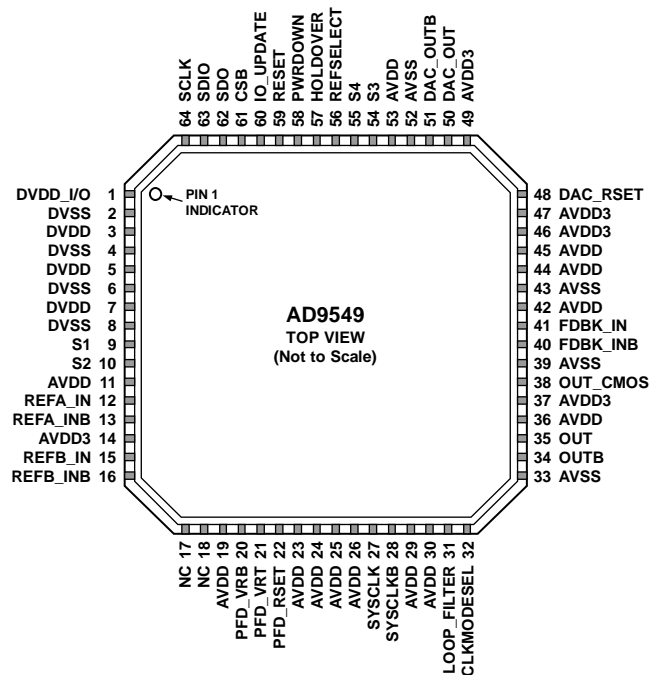 64 SCLK
63 SDIO
62 SDO
61 CSB
60 IO_UPDATE
59 RESET
58 PWRDOWN
57 HOLDOVER
56 REFSELECT
55 S4
54 S3
53 AVDD
52 AVSS
51 DAC_OUTB
50 DAC_OUT
49 AVDD3
DVDD_I/O 1
DVSS 2
DVDD 3
DVSS 4
DVDD 5
DVSS 6
DVDD 7
DVSS 8
S1 9
S2 10
AVDD 11
REFA_IN 12
REFA_INB 13
AVDD3 14
REFB_IN 15
REFB_INB 16
PIN 1
INDICATOR
AD9549
TOP VIEW
(Not to Scale)
48 DAC_RSET
47 AVDD3
46 AVDD3
45 AVDD
44 AVDD
43 AVSS
42 AVDD
41 FDBK_IN
40 FDBK_INB
39 AVSS
38 OUT_CMOS
37 AVDD3
36 AVDD
35 OUT
34 OUTB
33 AVSS
NC 17
NC 18
AVDD 19
PFD_VRB 20
PFD_VRT 21
PFD_RSET 22
AVDD 23
AVDD 24
AVDD 25
AVDD 26
SYSCLK 27
SYSCLKB 28
AVDD 29
AVDD 30
LOOP_FILTER 31
CLKMODESEL 32